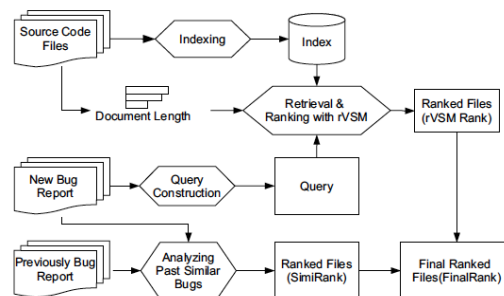 Source Code
Files
Indexing
Index
Document Length
Retrieval &
Ranking with rVSM
Ranked Files
(rVSM Rank)
New Bug
Report
Query
Construction
Query
Previously Bug
Report
Analyzing
Past Similar
Bugs
Ranked Files
(SimiRank)
Final Ranked
Files(FinalRank)